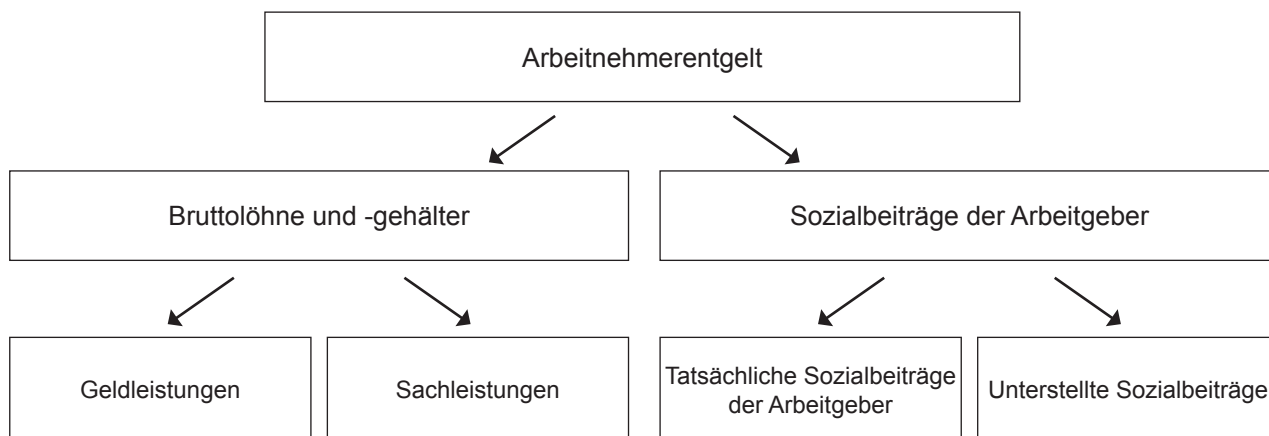 Arbeitnehmerentgelt
Bruttolöhne und -gehälter
Sozialbeiträge der Arbeitgeber
Geldleistungen
Sachleistungen
Tatsächliche Sozialbeiträge
der Arbeitgeber
Unterstellte Sozialbeiträge